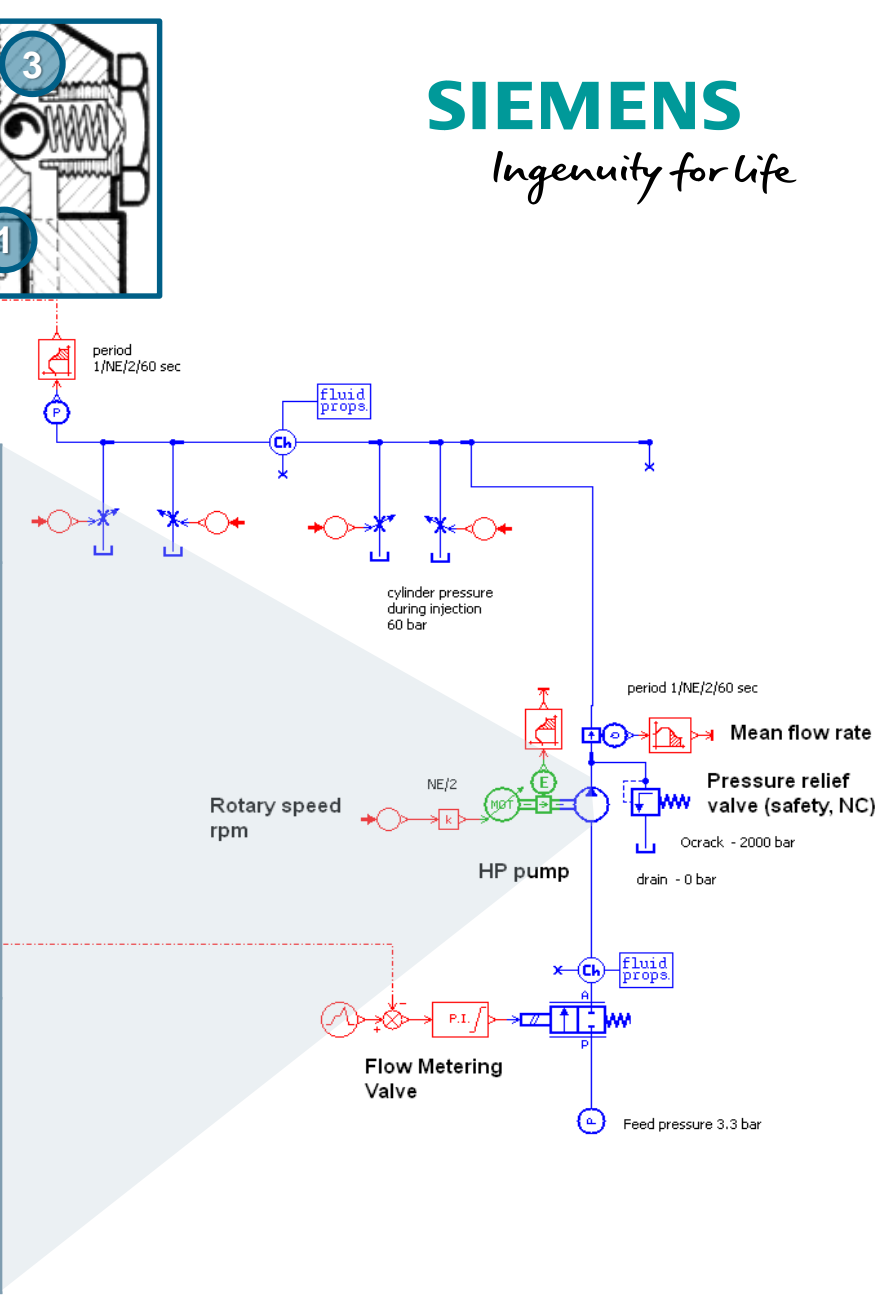 3
SIEMENS
Ingenuity for life
1
period
1/NE/2/60 sec
P
fluid
props.
Ch
cylinder pressure
during injection
60 bar
period 1/NE/2/60 sec
Q
Mean flow rate
NE/2
E
Pressure relief
valve (safety, NC)
Rotary speed
rpm
k
MOT
0crack - 2000 bar
HP pump
drain - 0 bar
Ch
fluid
props.
A
- 
+
P.I.
P
Flow Metering
Valve
P
Feed pressure 3.3 bar